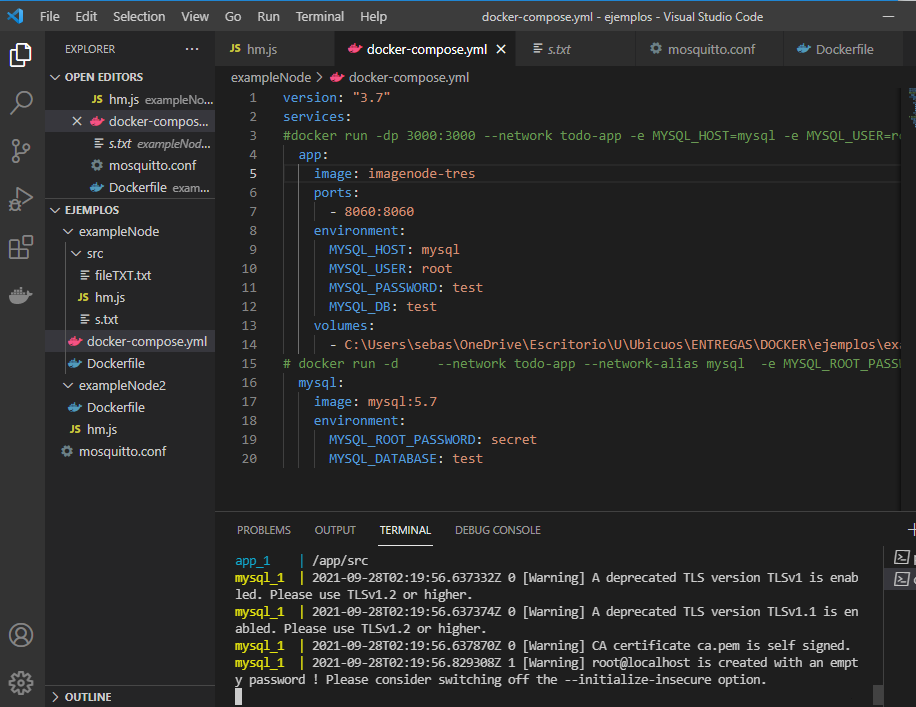 File Edit Selection View Go Run Terminal Help docker-compose.yml - ejemplos - Visual Studio Code
EXPLORER ···
JS hm.js docker-compose.yml s.txt mosquitto.conf Dockerfile
OPEN EDITORS
JS hm.js exampleNo...
docker-compos...
s.txt exampleNod...
mosquitto.conf
Dockerfile exam...
EJEMPLOS
exampleNode
src
fileTXT.txt
JS hm.js
s.txt
docker-compose.yml
Dockerfile
exampleNode2
Dockerfile
JS hm.js
mosquitto.conf
OUTLINE
exampleNode > docker-compose.yml
1 version: "3.7"
2 services:
3 #docker run -dp 3000:3000 --network todo-app -e MYSQL_HOST=mysql -e MYSQL_USER=ro
4 app:
5 image: imagenode-tres
6 ports:
7 - 8060:8060
8 environment:
9 MYSQL_HOST: mysql
10 MYSQL_USER: root
11 MYSQL_PASSWORD: test
12 MYSQL_DB: test
13 volumes:
14 - C:\Users\sebas\OneDrive\Escritorio\U\Ubicuos\ENTREGAS\DOCKER\ejemplos\exa
15 # docker run -d --network todo-app --network-alias mysql -e MYSQL_ROOT_PASS
16 mysql:
17 image: mysql:5.7
18 environment:
19 MYSQL_ROOT_PASSWORD: secret
20 MYSQL_DATABASE: test
PROBLEMS OUTPUT TERMINAL DEBUG CONSOLE
app_1 | /app/src
mysql_1 | 2021-09-28T02:19:56.637332Z 0 [Warning] A deprecated TLS version TLSv1 is enab
led. Please use TLSv1.2 or higher.
mysql_1 | 2021-09-28T02:19:56.637374Z 0 [Warning] A deprecated TLS version TLSv1.1 is en
abled. Please use TLSv1.2 or higher.
mysql_1 | 2021-09-28T02:19:56.637870Z 0 [Warning] CA certificate ca.pem is self signed.
mysql_1 | 2021-09-28T02:19:56.829308Z 1 [Warning] root@localhost is created with an empt
y password ! Please consider switching off the --initialize-insecure option.